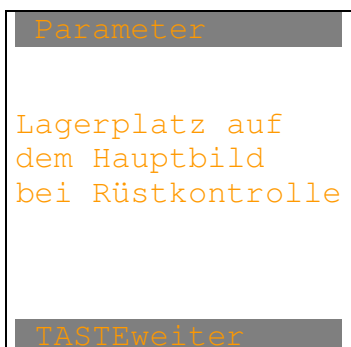 Parameter
Lagerplatz auf
dem Hauptbild
bei Rüstkontrolle
TASTEweiter